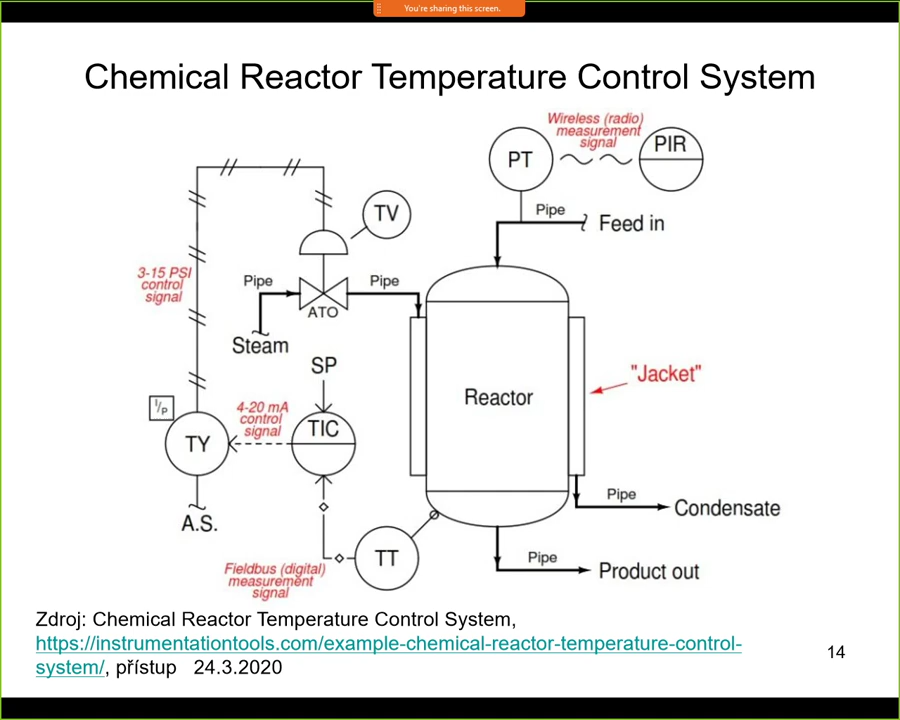 You're sharing this screen.
Chemical Reactor Temperature Control System
Wireless (radio)
measurement
signal
PT
PIR
Pipe
Feed in
TV
3-15 PSI
control
signal
Pipe
Pipe
ATO
Steam
SP
"Jacket"
Reactor
I/P
4-20 mA
control
signal
TIC
TY
Pipe
Condensate
A.S.
TT
Pipe
Product out
Fieldbus (digital)
measurement
signal
Zdroj: Chemical Reactor Temperature Control System,
https://instrumentationtools.com/example-chemical-reactor-temperature-control-
system/, přístup 24.3.2020
14